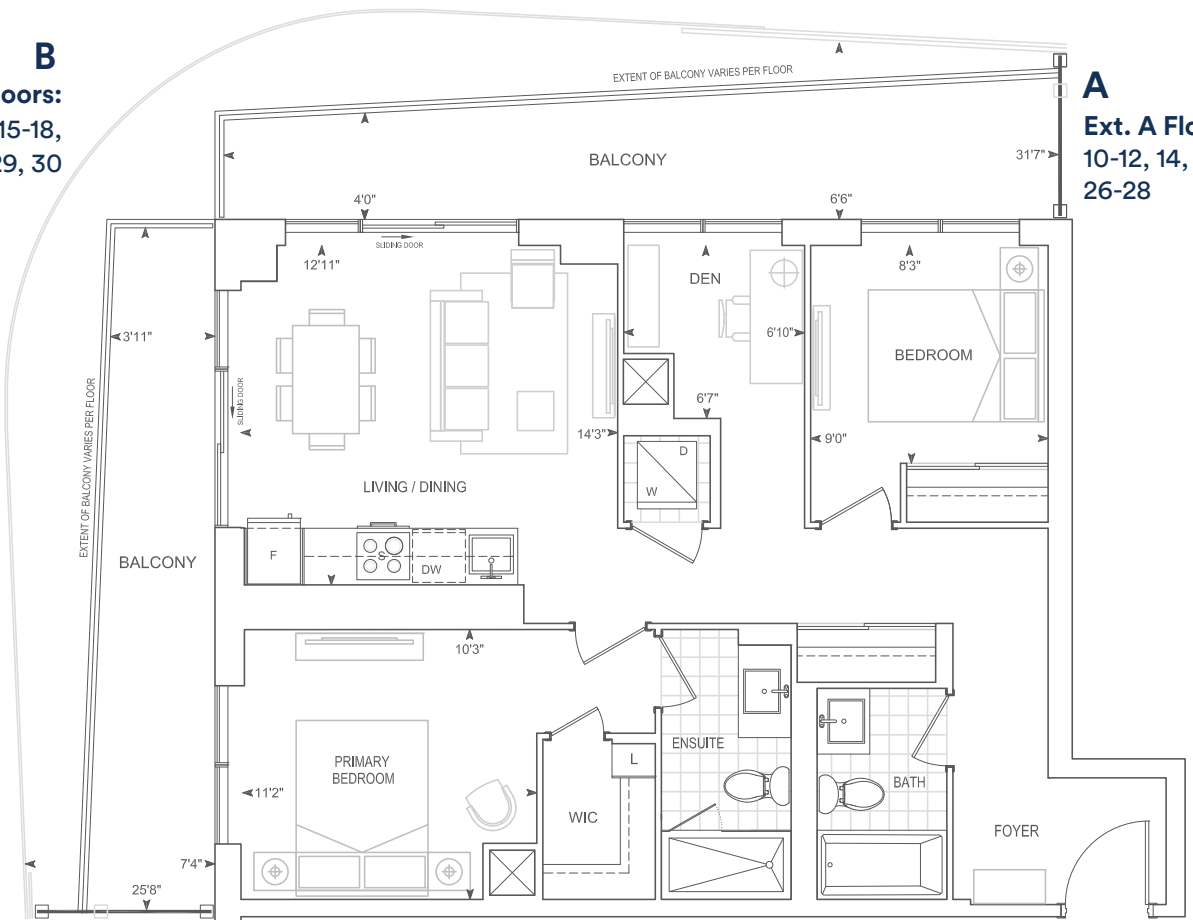 B
oors:
15-18,
29, 30
A
Ext. A Flo
10-12, 14,
26-28
EXTENT OF BALCONY VARIES PER FLOOR
BALCONY
31'7"
4'0"
6'6"
SLIDING DOOR
12'11"
DEN
8'3"
3'11"
6'10"
BEDROOM
EXTENT OF BALCONY VARIES PER FLOOR
SLIDING DOOR
6'7"
14'3"
9'0"
D
W
LIVING / DINING
BALCONY
F
S
DW
10'3"
PRIMARY
BEDROOM
11'2"
ENSUITE
L
WIC
BATH
FOYER
7'4"
25'8"